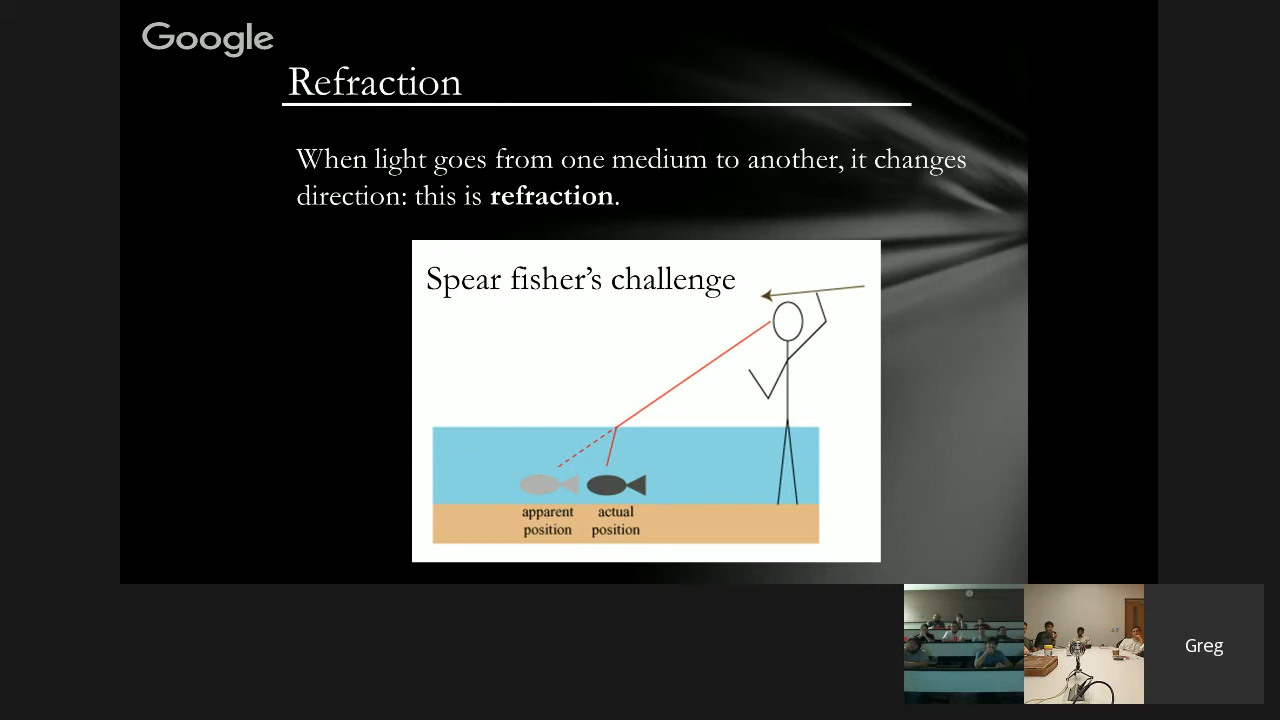 Google
Refraction
When light goes from one medium to another, it changes
direction: this is refraction.
Spear fisher's challenge
apparent
position
actual
position
Greg